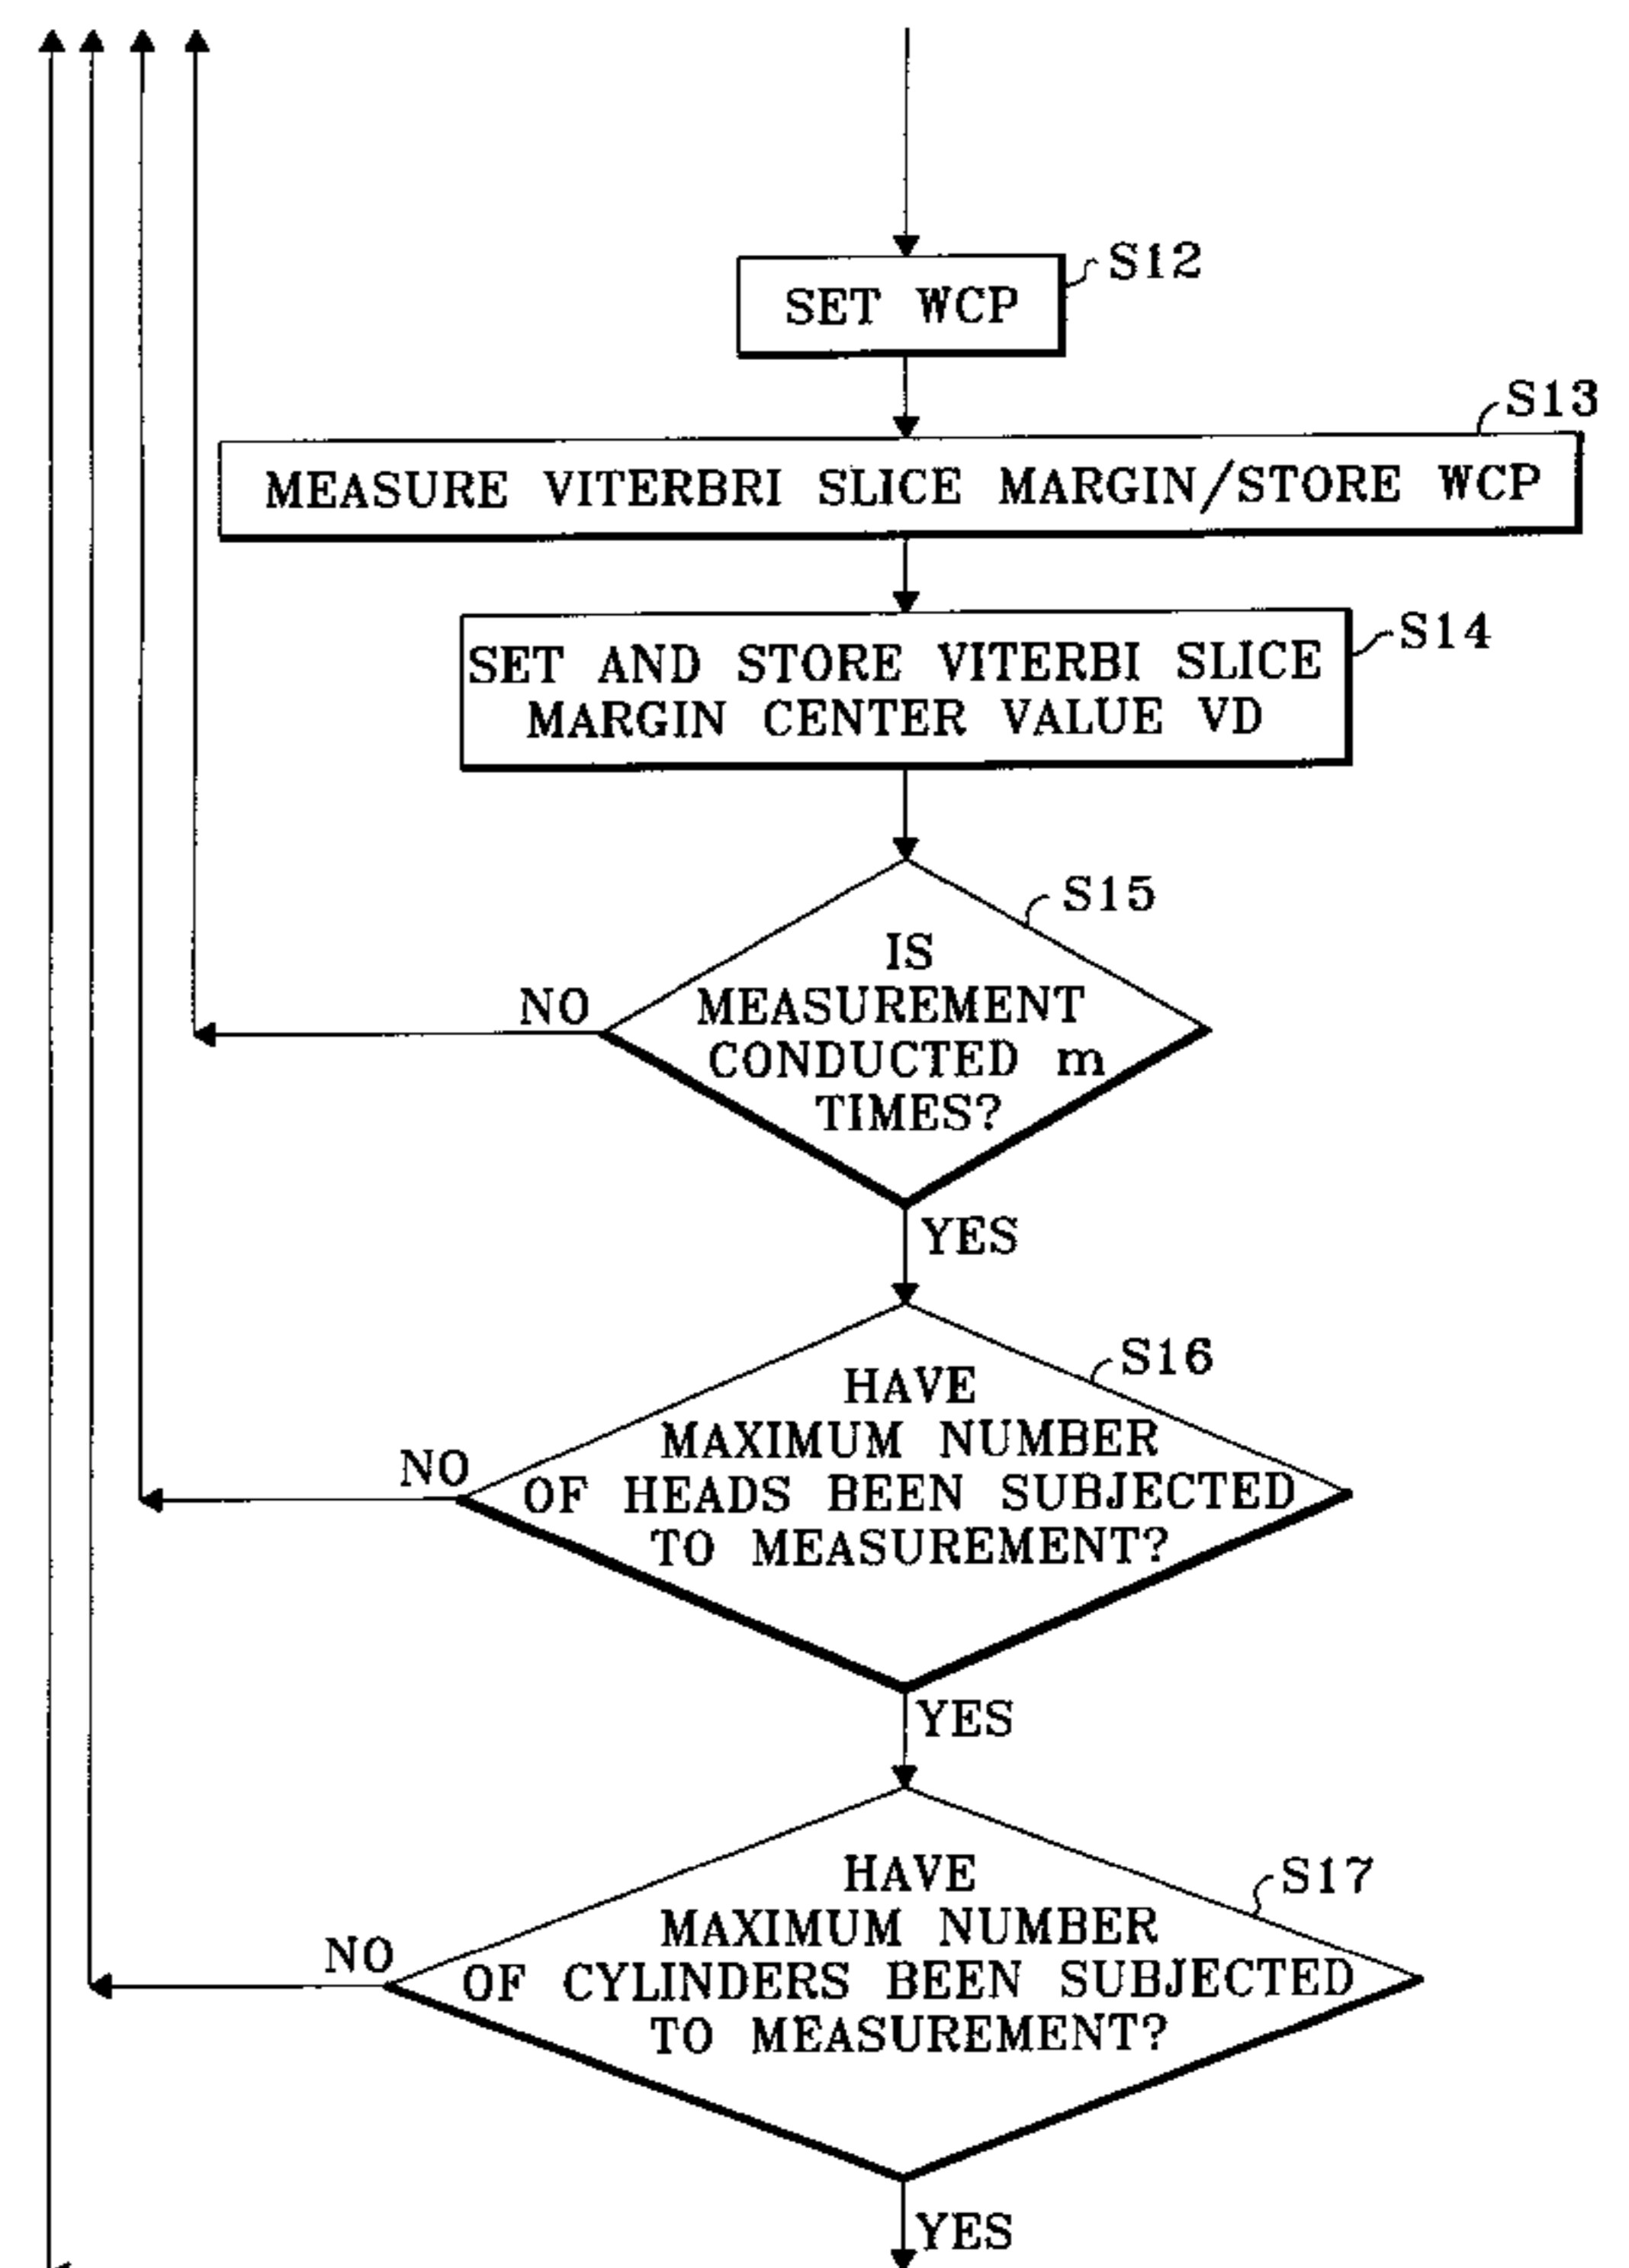 S12
SET WCP
S13
MEASURE VITERBRI SLICE MARGIN/STORE WCP
S14
SET AND STORE VITERBI SLICE
MARGIN CENTER VALUE VD
S15
IS
MEASUREMENT
CONDUCTED m
TIMES?
NO
YES
S16
HAVE
MAXIMUM NUMBER
OF HEADS BEEN SUBJECTED
TO MEASUREMENT?
NO
YES
S17
HAVE
MAXIMUM NUMBER
OF CYLINDERS BEEN SUBJECTED
TO MEASUREMENT?
NO
YES